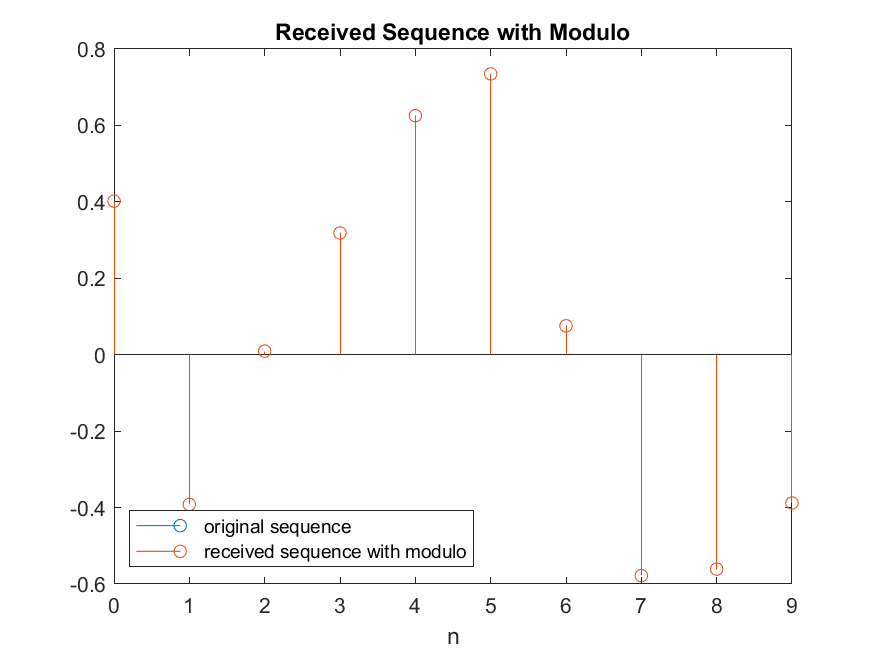 Received Sequence with Modulo
0.8
0.6
0.4
0.2
0
-0.2
-0.4
-0.6
original sequence
received sequence with modulo
0 1 2 3 4 5 6 7 8 9
n